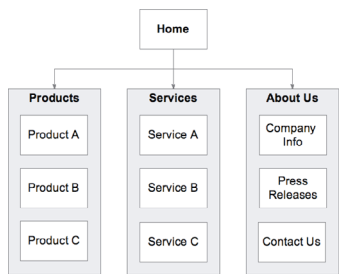 Home
Products
Services
About Us
Product A
Service A
Company
Info
Product B
Service B
Press
Releases
Product C
Service C
Contact Us